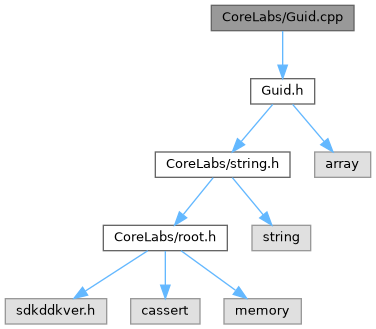 CoreLabs/Guid.cpp
Guid.h
CoreLabs/string.h
array
CoreLabs/root.h
string
sdkddkver.h
cassert
memory